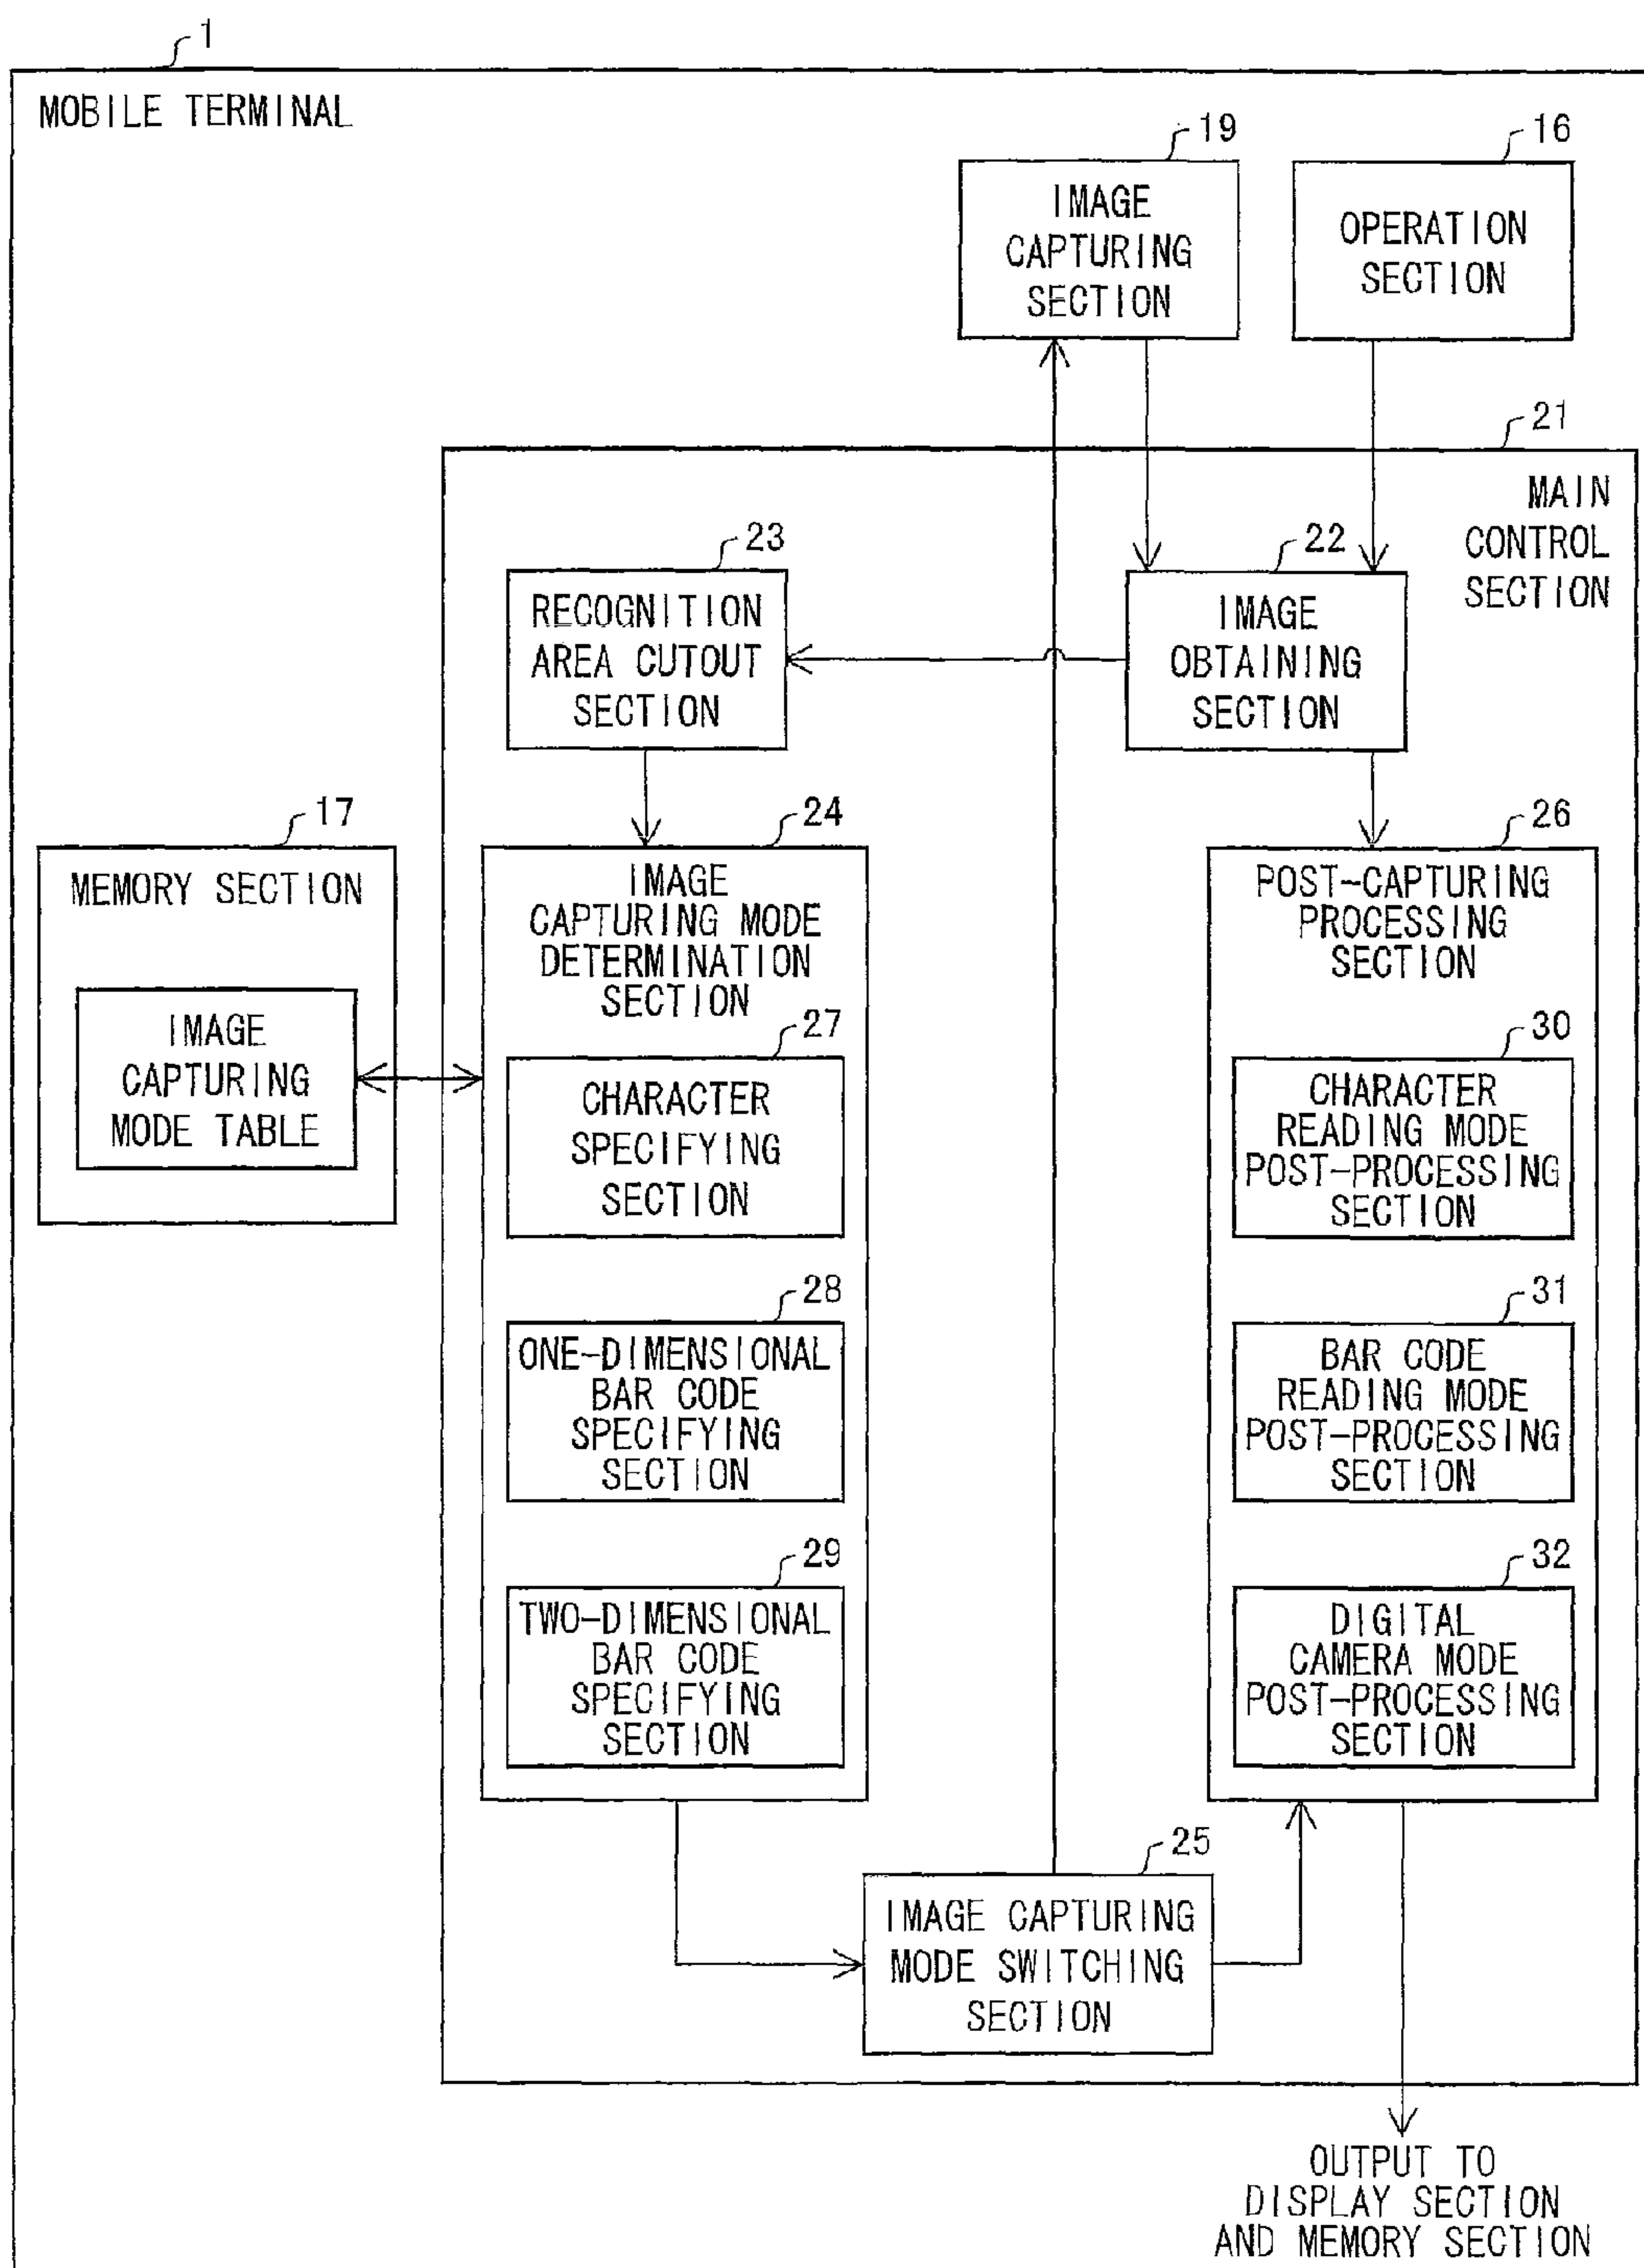 1
MOBILE TERMINAL
19
IMAGE
CAPTURING
SECTION
16
OPERATION
SECTION
21
MAIN
CONTROL
SECTION
23
RECOGNITION
AREA CUTOUT
SECTION
22
IMAGE
OBTAINING
SECTION
17
MEMORY SECTION
IMAGE
CAPTURING
MODE TABLE
24
IMAGE
CAPTURING MODE
DETERMINATION
SECTION
27
CHARACTER
SPECIFYING
SECTION
28
ONE-DIMENSIONAL
BAR CODE
SPECIFYING
SECTION
29
TWO-DIMENSIONAL
BAR CODE
SPECIFYING
SECTION
26
POST-CAPTURING
PROCESSING
SECTION
30
CHARACTER
READING MODE
POST-PROCESSING
SECTION
31
BAR CODE
READING MODE
POST-PROCESSING
SECTION
32
DIGITAL
CAMERA MODE
POST-PROCESSING
SECTION
25
IMAGE CAPTURING
MODE SWITCHING
SECTION
OUTPUT TO
DISPLAY SECTION
AND MEMORY SECTION